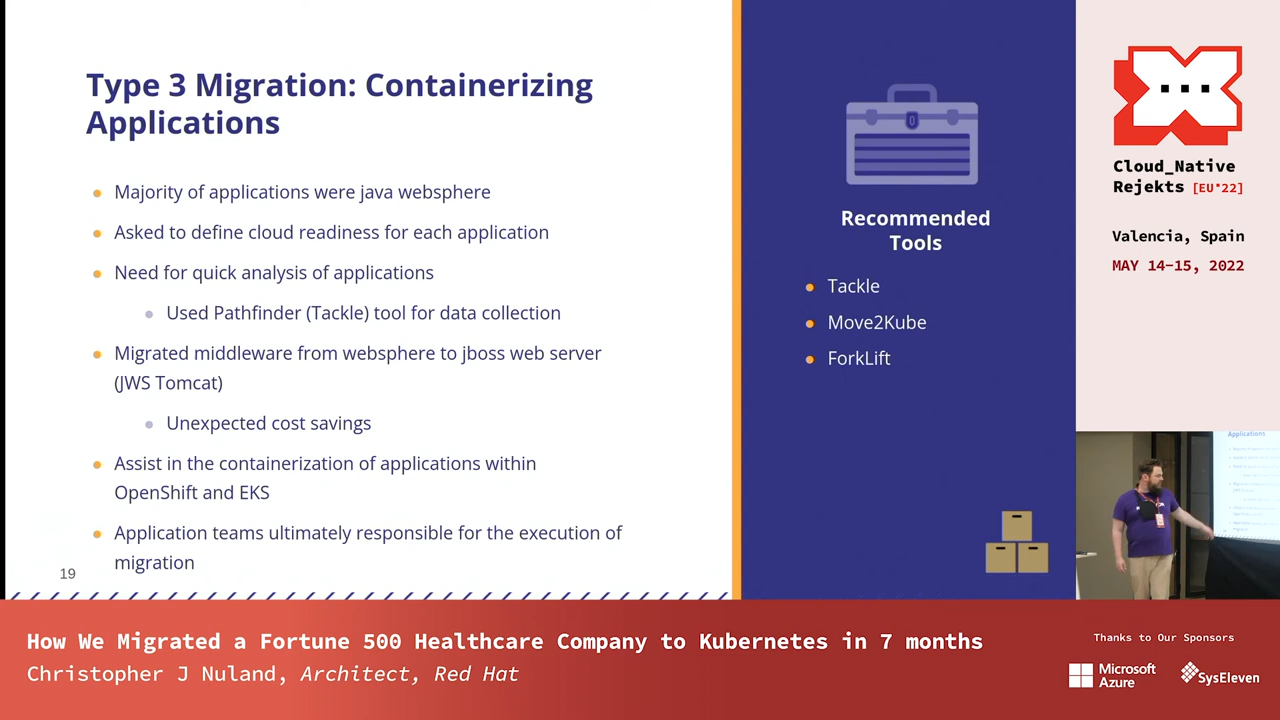 Type 3 Migration: Containerizing
Applications
Majority of applications were java websphere
Asked to define cloud readiness for each application
Need for quick analysis of applications
Used Pathfinder (Tackle) tool for data collection
Migrated middleware from websphere to jboss web server
(JWS Tomcat)
Unexpected cost savings
Assist in the containerization of applications within
OpenShift and EKS
Application teams ultimately responsible for the execution of
migration
19
Recommended
Tools
Tackle
Move2Kube
ForkLift
Cloud_Native
Rejekts [EU'22]
Valencia, Spain
MAY 14-15, 2022
Applications
How We Migrated a Fortune 500 Healthcare Company to Kubernetes in 7 months
Christopher J Nuland, Architect, Red Hat
Thanks to Our Sponsors
Microsoft
Azure
SysEleven